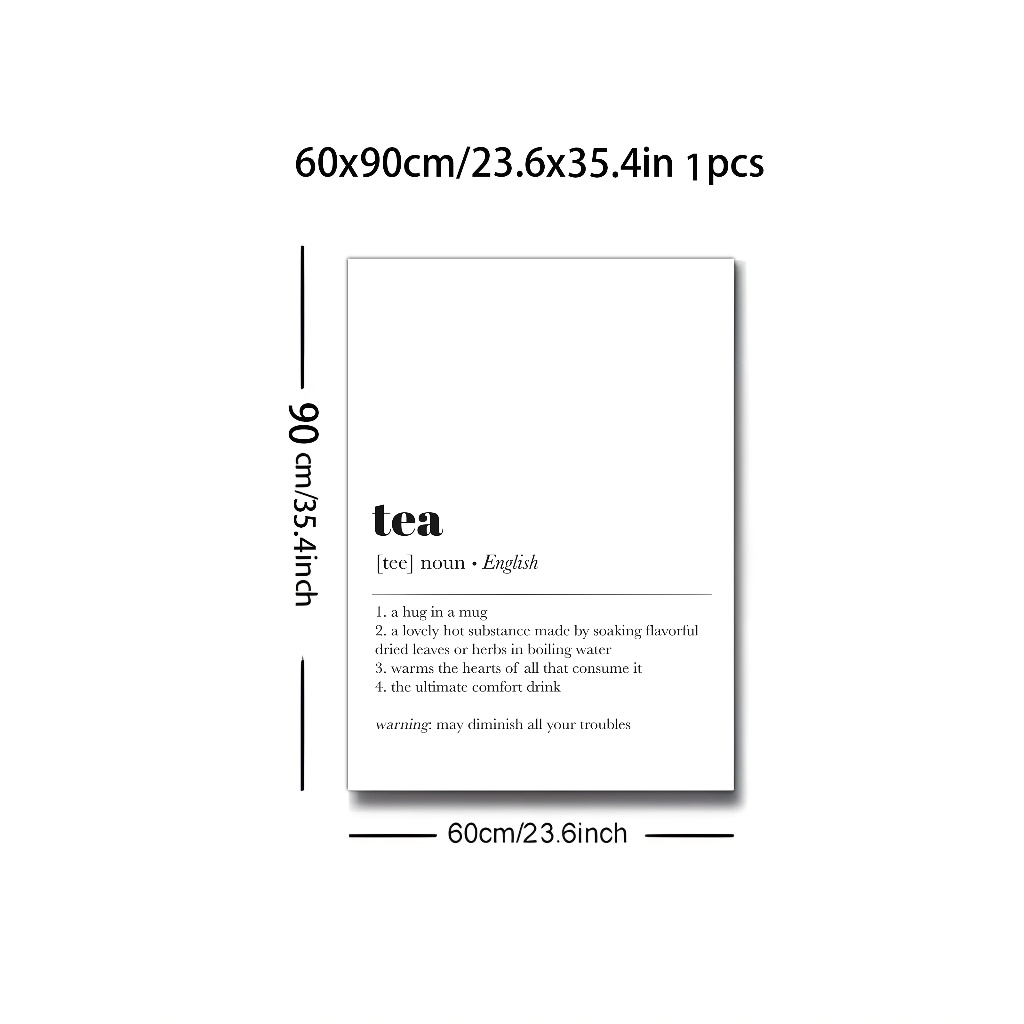 60x90cm/23.6x35.4in 1pcs
90 cm/35.4inch
tea
[tee] noun • English
1. a hug in a mug
2. a lovely hot substance made by soaking flavorful
dried leaves or herbs in boiling water
3. warms the hearts of all that consume it
4. the ultimate comfort drink
warning: may diminish all your troubles
60cm/23.6inch